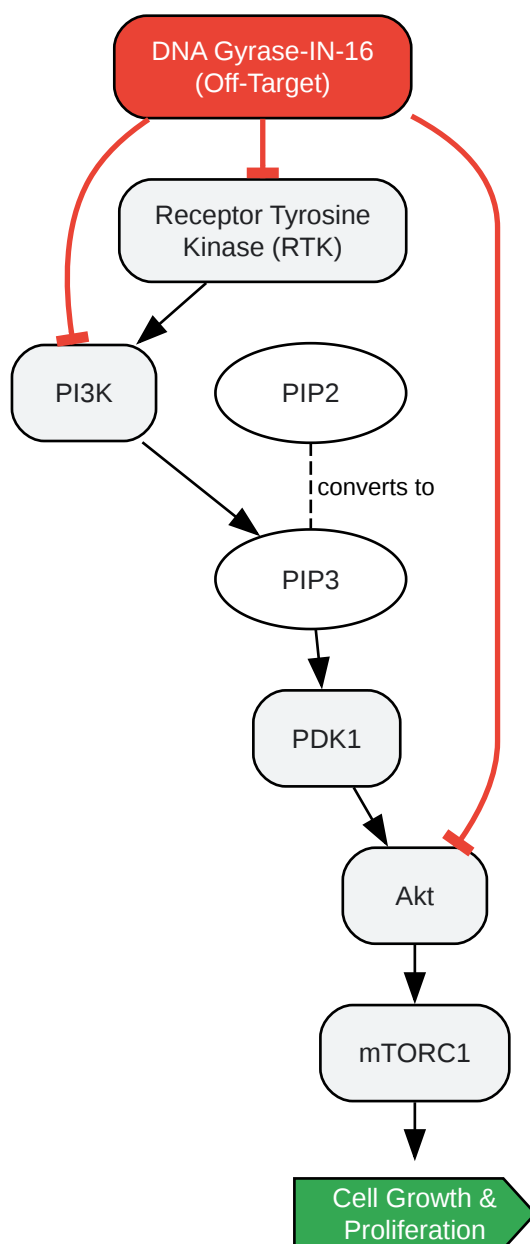 DNA Gyrase-IN-16
(Off-Target)
Receptor Tyrosine
Kinase (RTK)
PI3K
PIP2
converts to
PIP3
PDK1
Akt
mTORC1
Cell Growth &
Proliferation